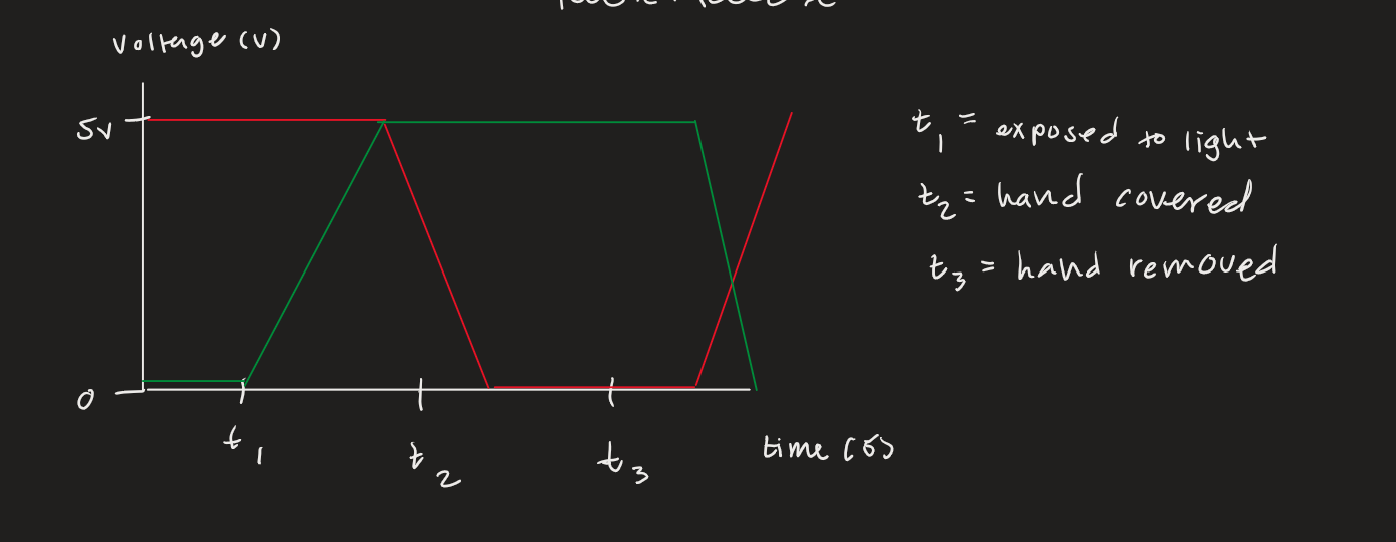 voltage (v)
5v
t1 = exposed to light
t2 = hand covered
t3 = hand removed
0
t1
t2
t3
time (s)